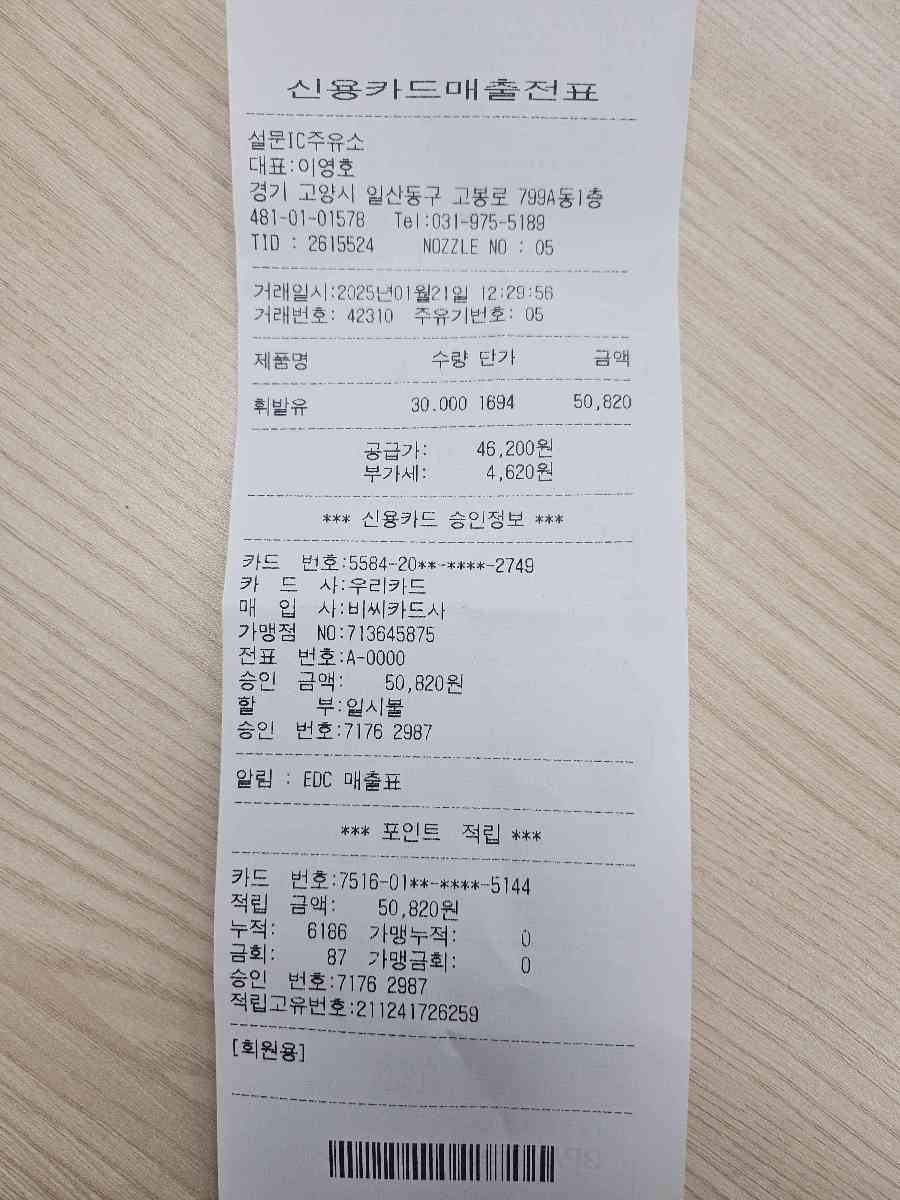 신용카드매출전표
설문IC주유소
대표:이영호
경기 고양시 일산동구 고봉로 799A동1층
481-01-01578 Tel:031-975-5189
TID : 2615524 NOZZLE NO : 05
거래일시:2025년01월21일 12:29:56
거래번호: 42310 주유기번호: 05
제품명 수량 단가 금액
휘발유 30.000 1694 50,820
공급가: 46,200원
부가세: 4,620원
*** 신용카드 승인정보 ***
카드 번호:5584-20**-****-2749
카 드 사:우리카드
매 입 사:비씨카드사
가맹점 NO:713645875
전표 번호:A-0000
승인 금액: 50,820원
할 부:일시불
승인 번호:7176 2987
알림 : EDC 매출표
*** 포인트 적립 ***
카드 번호:7516-01**-****-5144
적립 금액: 50,820원
누적: 6186 가맹누적: 0
금회: 87 가맹금회: 0
승인 번호:7176 2987
적립고유번호:211241726259
[회원용]